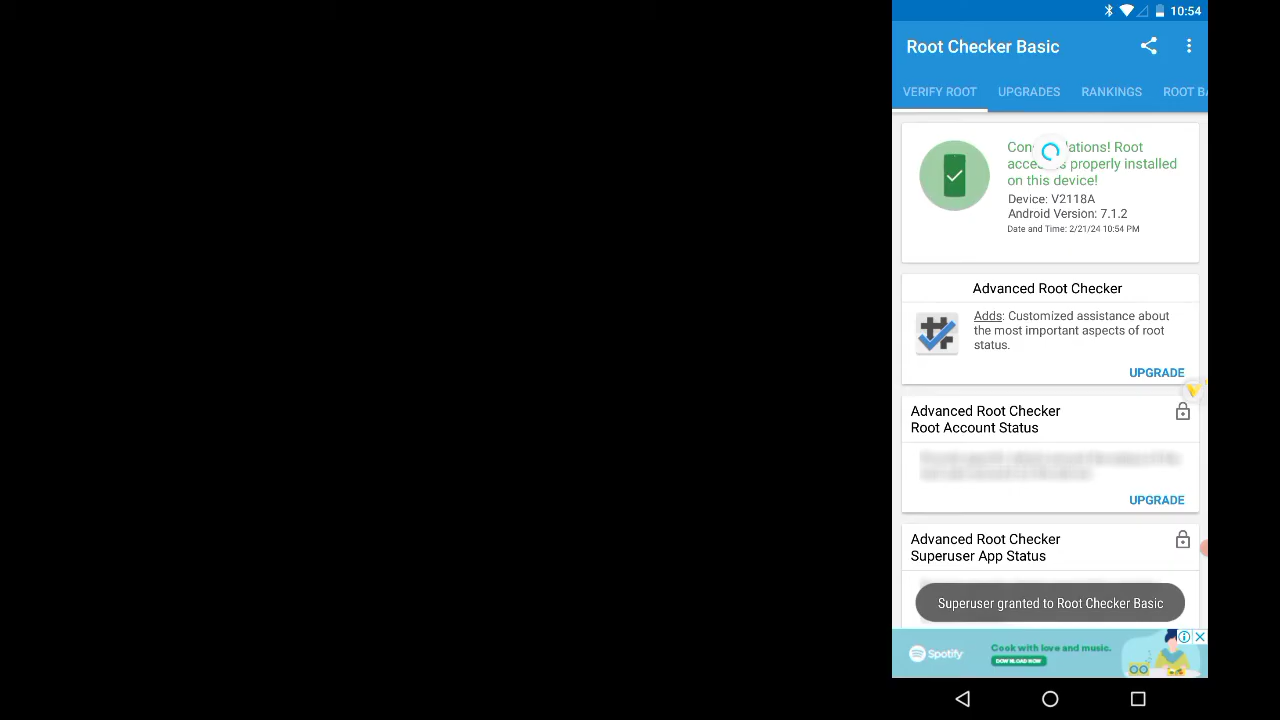 10:54
Root Checker Basic
VERIFY ROOT UPGRADES RANKINGS ROOT BA
Con lations! Root
acce s properly installed
on this device!
Device: V2118A
Android Version: 7.1.2
Date and Time: 2/21/24 10:54 PM
Advanced Root Checker
Adds: Customized assistance about
the most important aspects of root
status.
UPGRADE
Advanced Root Checker
Root Account Status
UPGRADE
Advanced Root Checker
Superuser App Status
Superuser granted to Root Checker Basic
Spotify
Cook with love and music.
DOWNLOAD NOW